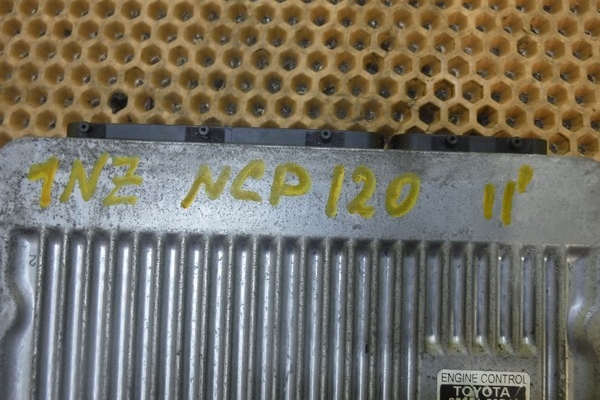 1NZ NCP120 11'
ENGINE CONTROL
TOYOTA